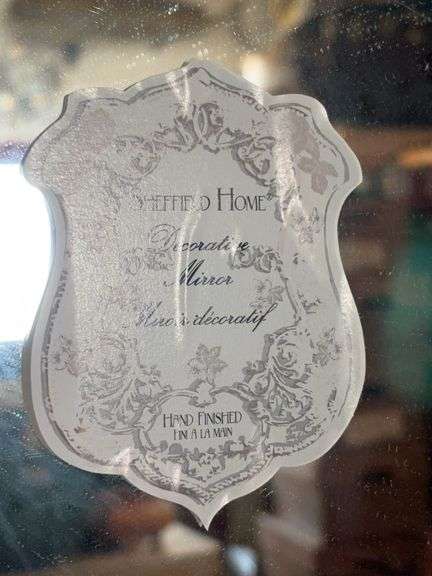 SHEFFIELD HOME®
Decorative
Mirror
Miroir décoratif
HAND FINISHED
FINI À LA MAIN